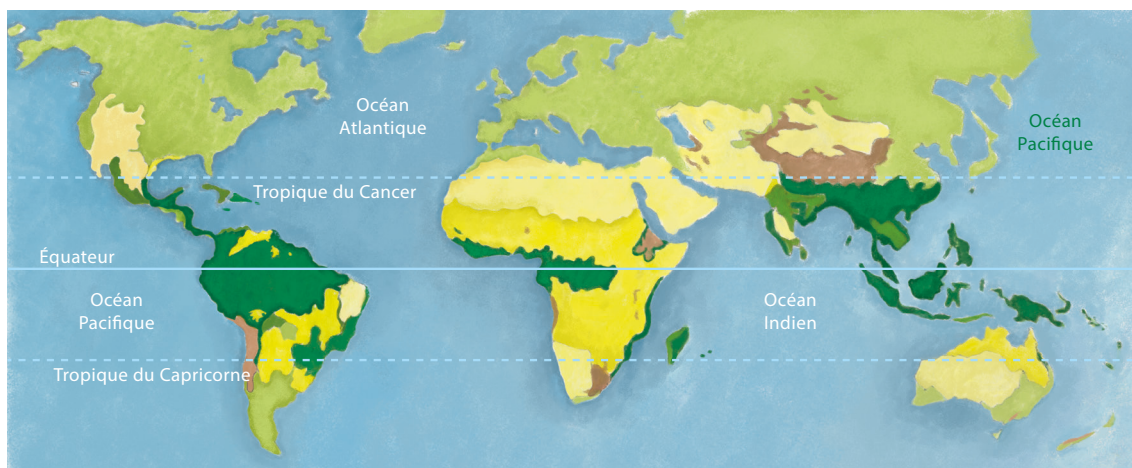 Océan
Atlantique
Océan
Pacifique
Tropique du Cancer
Équateur
Océan
Pacifique
Océan
Indien
Tropique du Capricorne